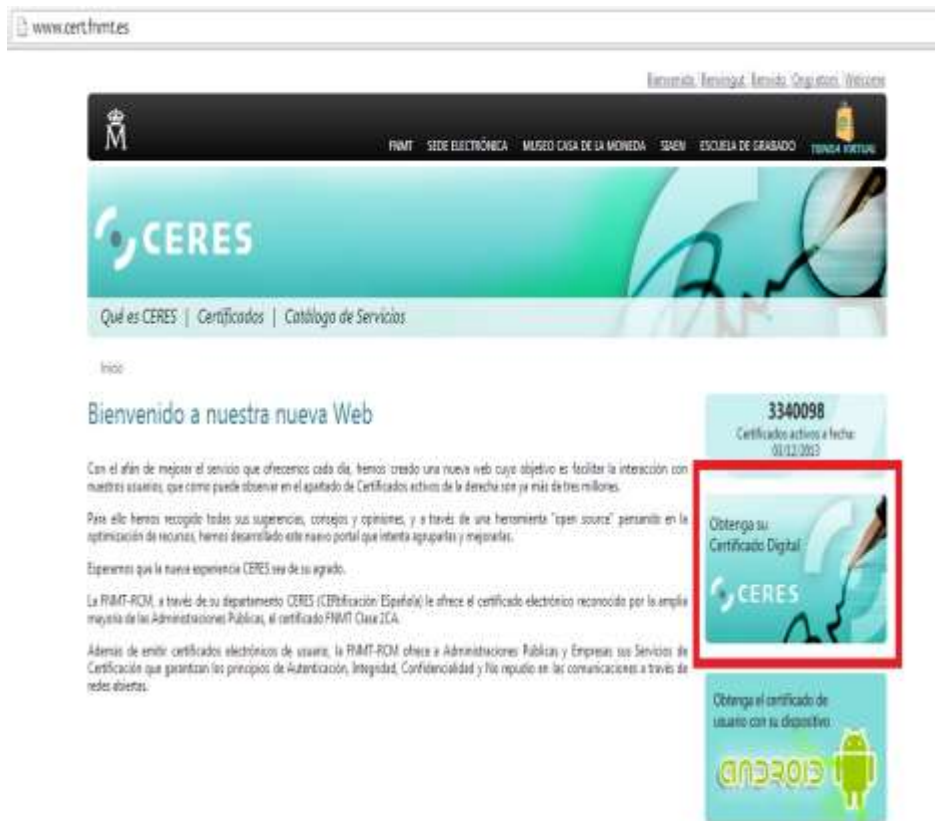 www.cert.fnmt.es
Benvenido Benvingut Benvido Ongi etorri Welcome
M
FNMT SEDE ELECTRÓNICA MUSEO CASA DE LA MONEDA SIAEN ESCUELA DE GRABADO TIENDA VIRTUAL
CERES
Qué es CERES | Certificados | Catálogo de Servicios
Inicio
Bienvenido a nuestra nueva Web
Con el afán de mejorar el servicio que ofrecemos cada día, hemos creado una nueva web cuyo objetivo es facilitar la interacción con
nuestros usuarios, que como puede observar en el apartado de Certificados activos de la derecha son ya más de tres millones.
Para ello hemos recogido todas sus sugerencias, consejos y opiniones, y a través de una herramienta "open source" pensando en la
optimización de recursos, hemos desarrollado este nuevo portal que intenta agruparlas y mejorarlas.
Esperemos que la nueva experiencia CERES sea de su agrado.
La FNMT-RCM, a través de su departamento CERES (CERtificación ESpañola) le ofrece el certificado electrónico reconocido por la amplia
mayoría de las Administraciones Públicas, el certificado FNMT Clase 2CA.
Además de emitir certificados electrónicos de usuario, la FNMT-RCM ofrece a Administraciones Públicas y Empresas sus Servicios de
Certificación que garantizan los principios de Autenticación, Integridad, Confidencialidad y No repudio en las comunicaciones a través de
redes abiertas.
3340098
Certificados activos a fecha:
03/12/2013
Obtenga su
Certificado Digital
CERES
Obtenga el certificado de
usuario con su dispositivo
ANDROID